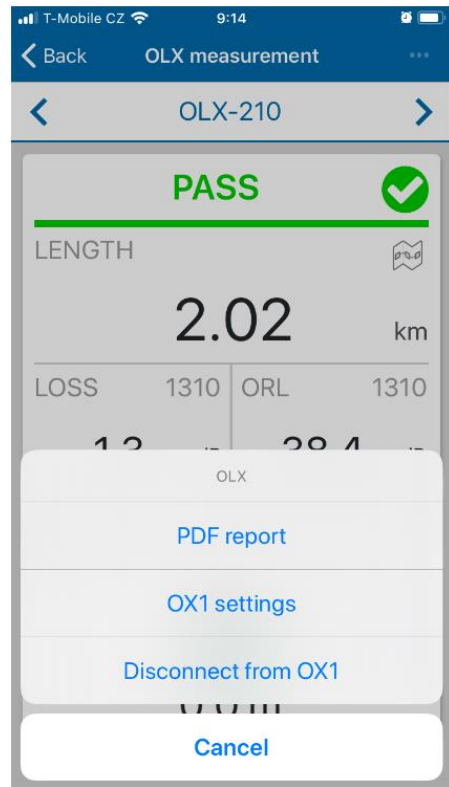 T-Mobile CZ 9:14
Back OLX measurement ...
OLX-210
PASS
LENGTH
2.02 km
LOSS 1310 ORL 1310
OLX
PDF report
OX1 settings
Disconnect from OX1
Cancel